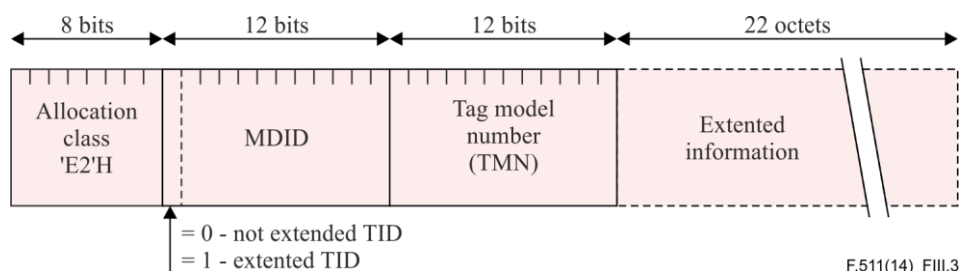 8 bits 12 bits 12 bits 22 octets
Allocation
class
'E2'H
MDID
Tag model
number
(TMN)
Extented
information
= 0 - not extended TID
= 1 - extented TID
F.511(14)_FIII.3